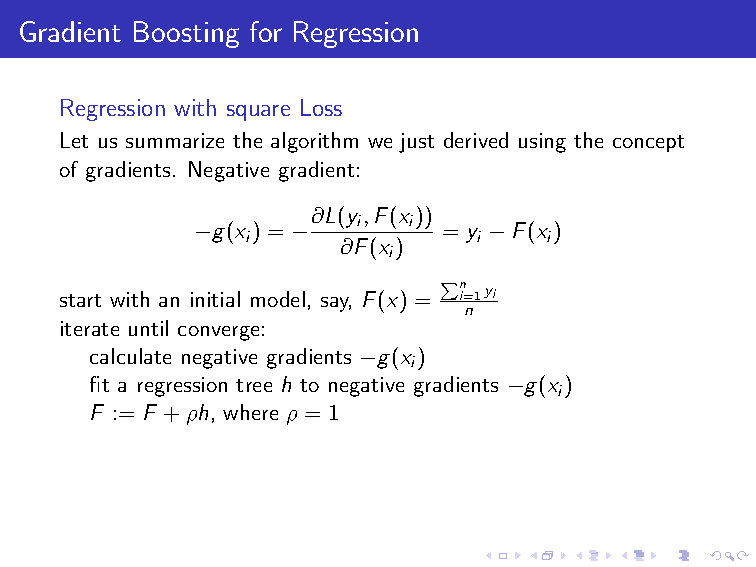 Gradient Boosting for Regression
Regression with square Loss
Let us summarize the algorithm we just derived using the concept
of gradients. Negative gradient:
−g(xᵢ) = −∂L(yᵢ, F(xᵢ))/∂F(xᵢ) = yᵢ − F(xᵢ)
start with an initial model, say, F(x) = ∑ⁿᵢ₌₁ yᵢ / n
iterate until converge:
calculate negative gradients −g(xᵢ)
fit a regression tree h to negative gradients −g(xᵢ)
F := F + ρh, where ρ = 1